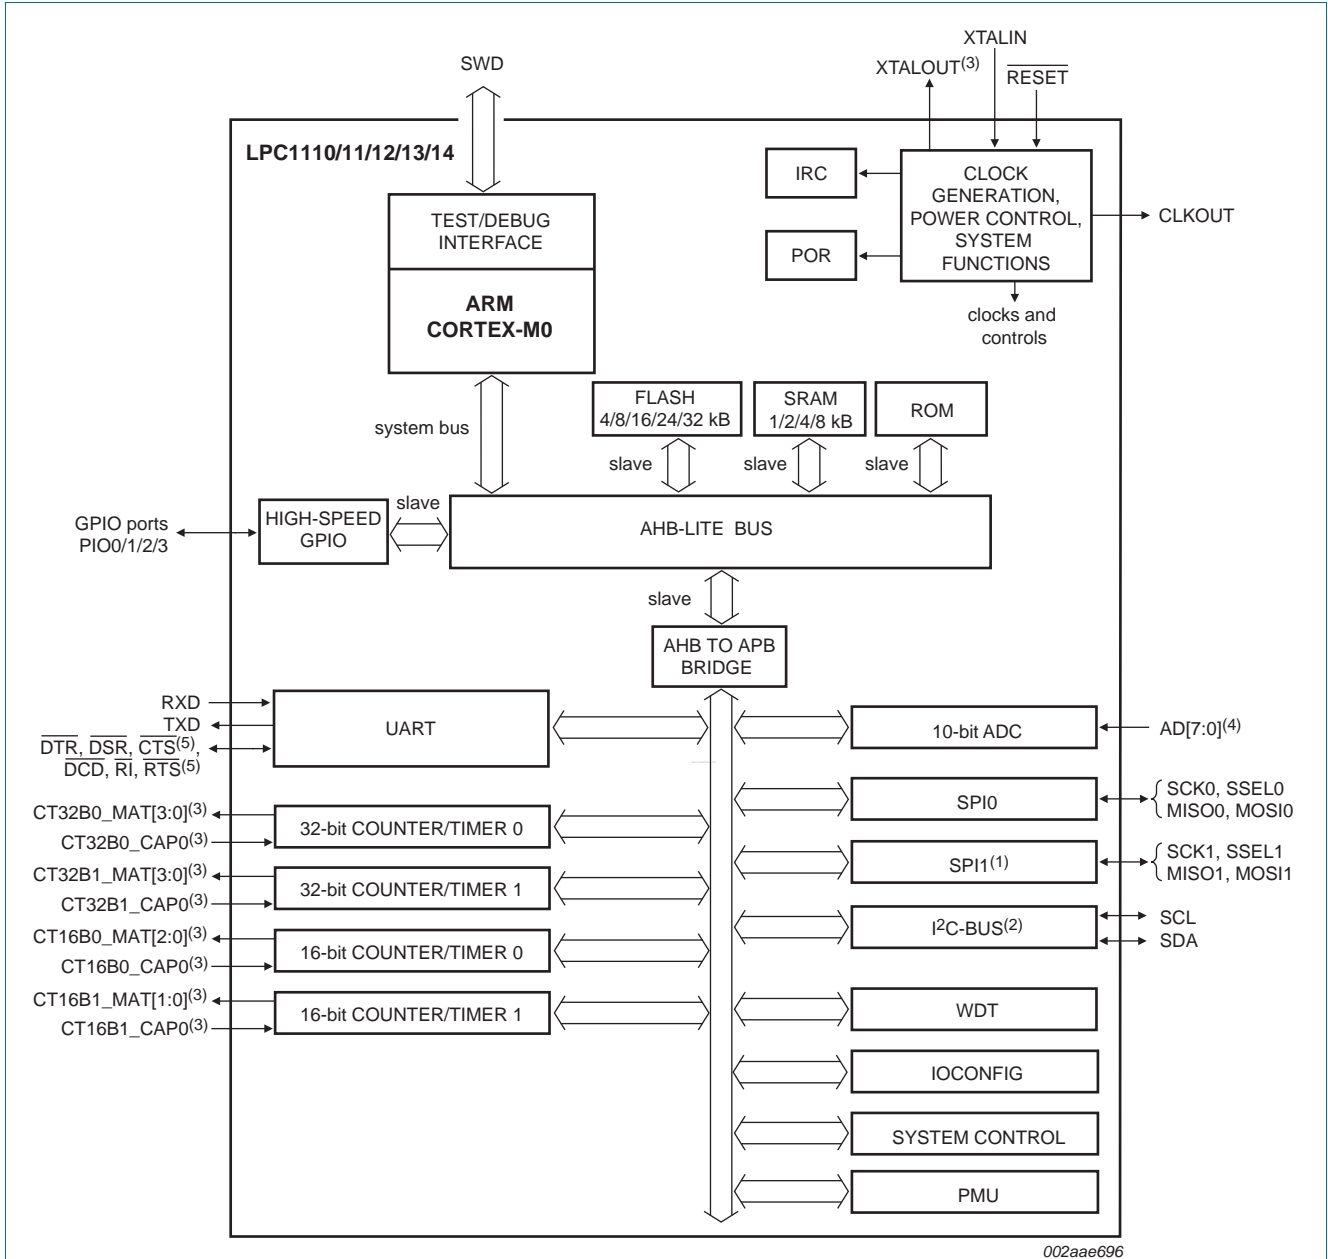 XTALIN
SWD
XTALOUT(3)
RESET
LPC1110/11/12/13/14
IRC
CLOCK
GENERATION,
POWER CONTROL,
SYSTEM
FUNCTIONS
CLKOUT
TEST/DEBUG
INTERFACE
POR
ARM
CORTEX-M0
clocks and
controls
FLASH
4/8/16/24/32 kB
SRAM
1/2/4/8 kB
ROM
system bus
slave
slave
slave
slave
GPIO ports
PIO0/1/2/3
HIGH-SPEED
GPIO
AHB-LITE BUS
slave
AHB TO APB
BRIDGE
RXD
TXD
DTR, DSR, CTS(5),
DCD, RI, RTS(5)
UART
10-bit ADC
AD[7:0](4)
CT32B0_MAT[3:0](3)
CT32B0_CAP0(3)
32-bit COUNTER/TIMER 0
SPI0
SCK0, SSEL0
MISO0, MOSI0
CT32B1_MAT[3:0](3)
CT32B1_CAP0(3)
32-bit COUNTER/TIMER 1
SPI1(1)
SCK1, SSEL1
MISO1, MOSI1
CT16B0_MAT[2:0](3)
CT16B0_CAP0(3)
16-bit COUNTER/TIMER 0
I2C-BUS(2)
SCL
SDA
CT16B1_MAT[1:0](3)
CT16B1_CAP0(3)
16-bit COUNTER/TIMER 1
WDT
IOCONFIG
SYSTEM CONTROL
PMU
002aae696